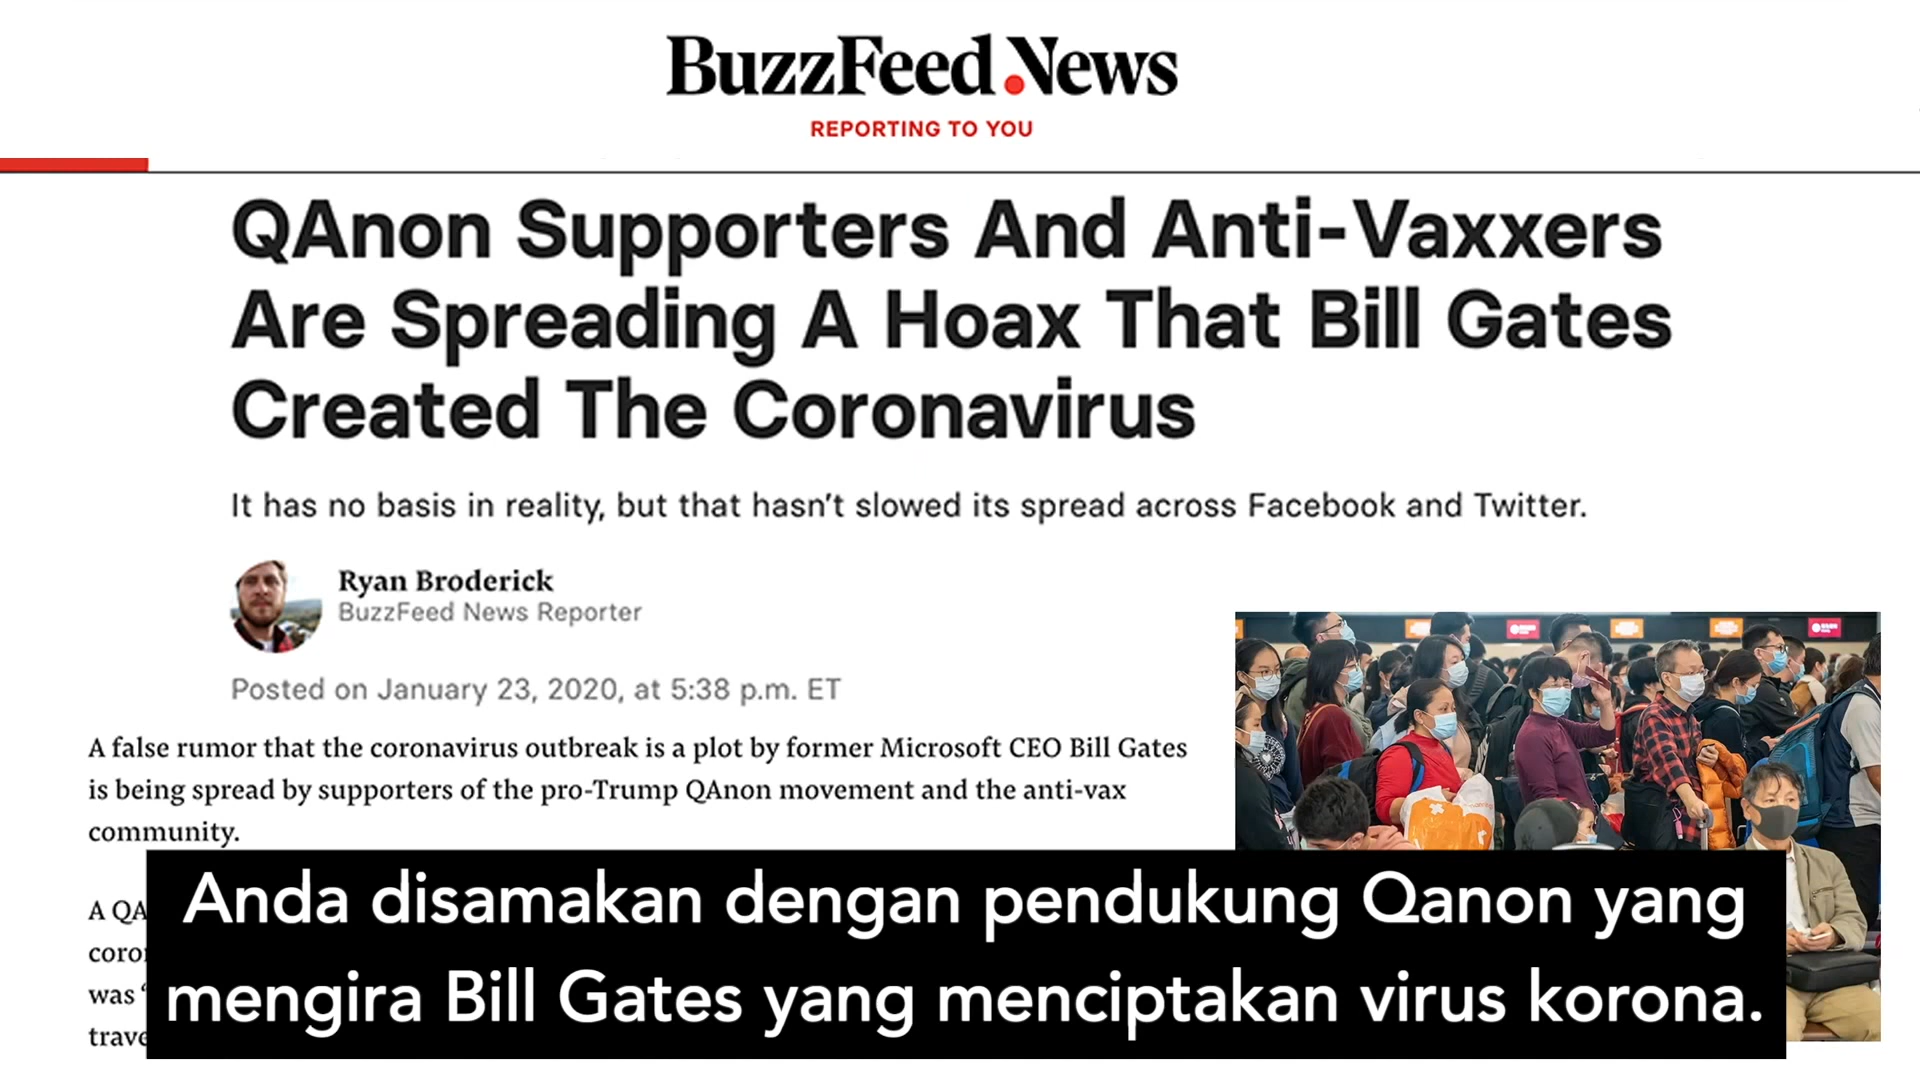 BuzzFeed News
REPORTING TO YOU
QAnon Supporters And Anti-Vaxxers
Are Spreading A Hoax That Bill Gates
Created The Coronavirus
It has no basis in reality, but that hasn't slowed its spread across Facebook and Twitter.
Ryan Broderick
BuzzFeed News Reporter
Posted on January 23, 2020, at 5:38 p.m. ET
A false rumor that the coronavirus outbreak is a plot by former Microsoft CEO Bill Gates
is being spread by supporters of the pro-Trump QAnon movement and the anti-vax
community.
A QA
coro
was “
trave
Anda disamakan dengan pendukung Qanon yang
mengira Bill Gates yang menciptakan virus korona.